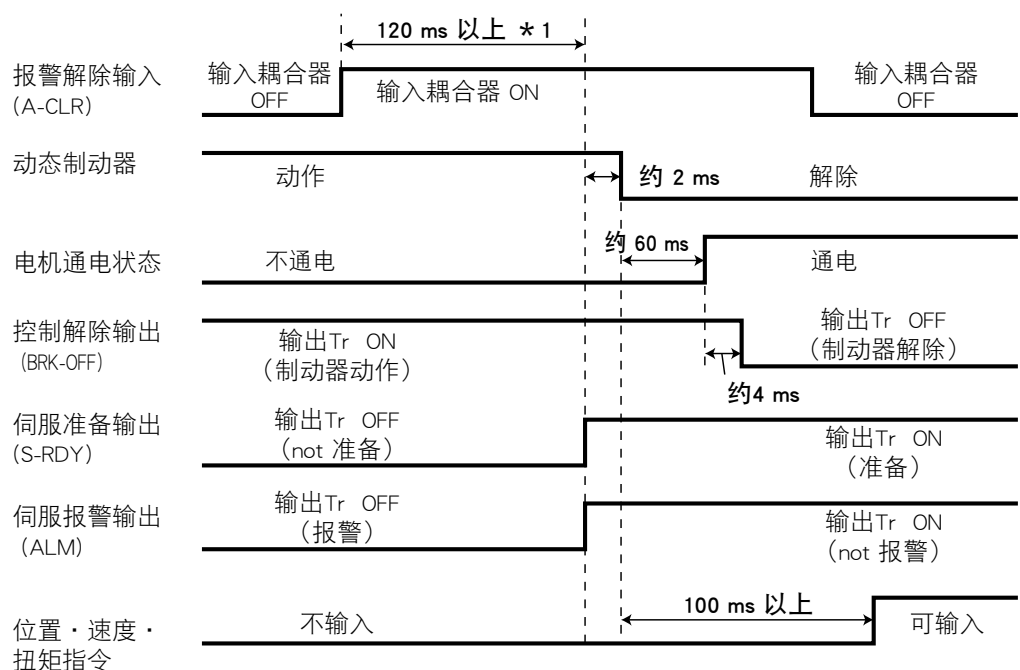 120 ms 以上 *1
报警解除输入
(A-CLR)
输入耦合器
OFF
输入耦合器 ON
输入耦合器
OFF
动态制动器
动作
约 2 ms
解除
约 60 ms
电机通电状态
不通电
通电
控制解除输出
(BRK-OFF)
输出Tr ON
（制动器动作）
输出Tr OFF
（制动器解除）
约4 ms
伺服准备输出
(S-RDY)
输出Tr OFF
（not 准备）
输出Tr ON
（准备）
伺服报警输出
（ALM）
输出Tr OFF
（报警）
输出Tr ON
（not 报警）
位置・速度・
扭矩指令
不输入
100 ms 以上
可输入